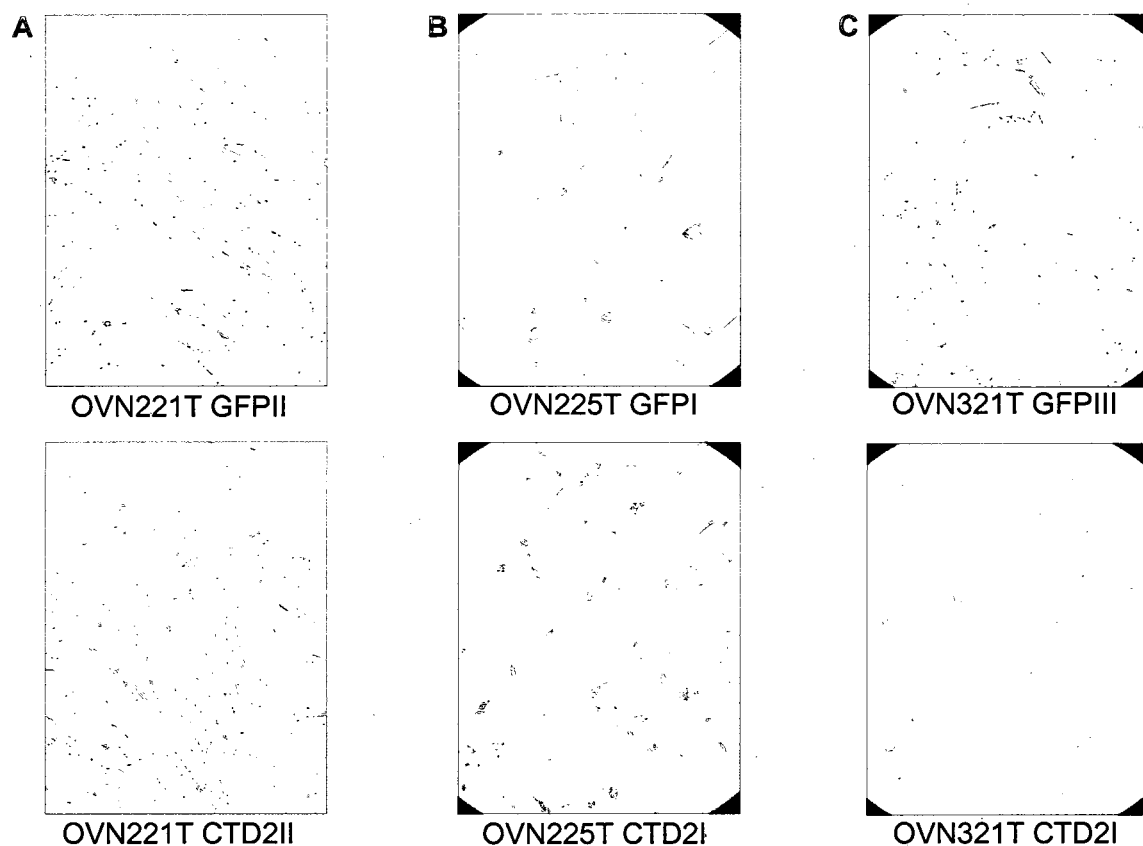 A
B
C
OVN221T GFPII
OVN225T GFPI
OVN321T GFPIII
OVN221T CTD2II
OVN225T CTD2I
OVN321T CTD2I